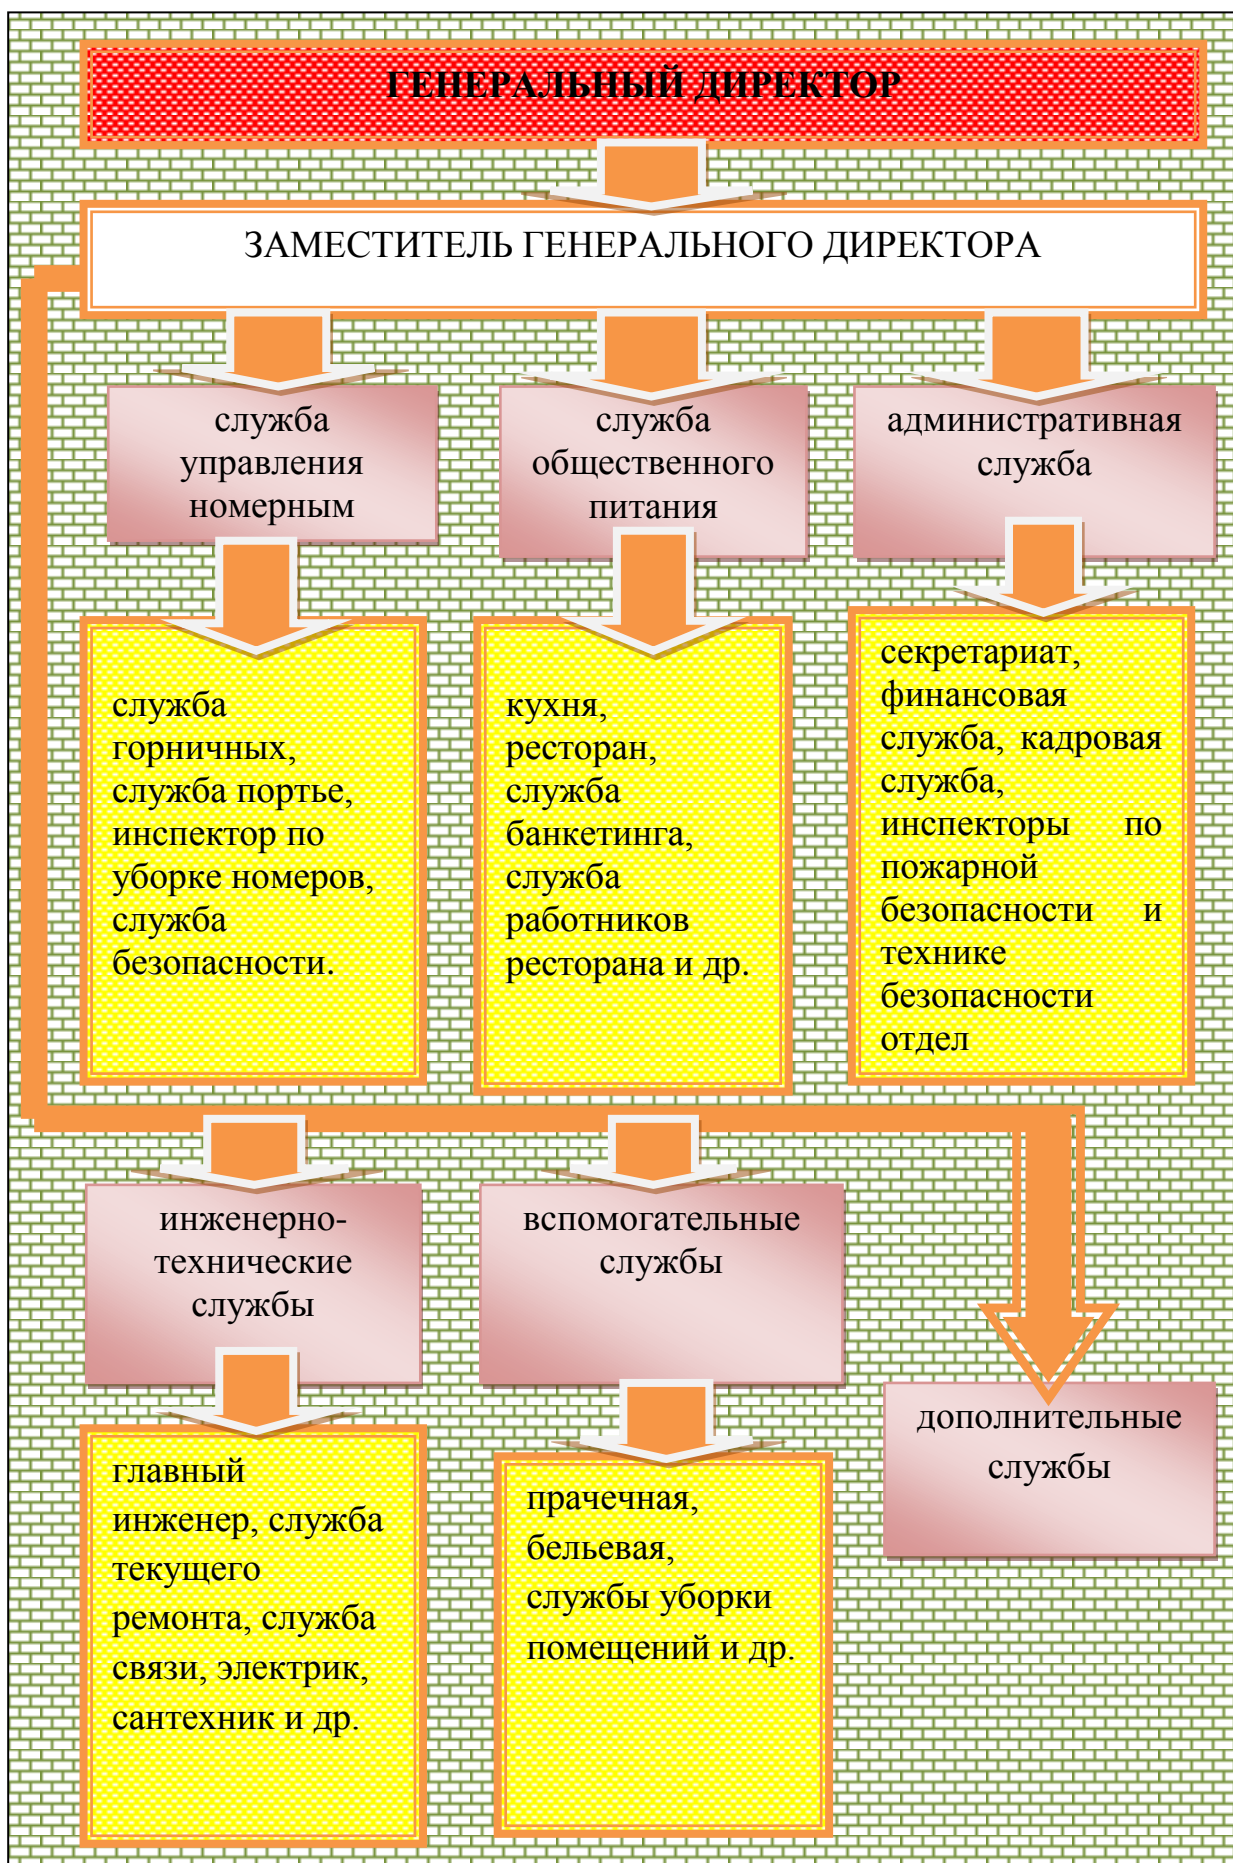 ГЕНЕРАЛЬНЫЙ ДИРЕКТОР
ЗАМЕСТИТЕЛЬ ГЕНЕРАЛЬНОГО ДИРЕКТОРА
служба
управления
номерным
служба
общественного
питания
административная
служба
служба
горничных,
служба портье,
инспектор по
уборке номеров,
служба
безопасности.
кухня,
ресторан,
служба
банкетинга,
служба
работников
ресторана и др.
секретариат,
финансовая
служба, кадровая
служба,
инспекторы по
пожарной
безопасности и
технике
безопасности
отдел
инженерно-
технические
службы
вспомогательные
службы
дополнительные
службы
главный
инженер, служба
текущего
ремонта, служба
связи, электрик,
сантехник и др.
прачечная,
бельевая,
службы уборки
помещений и др.